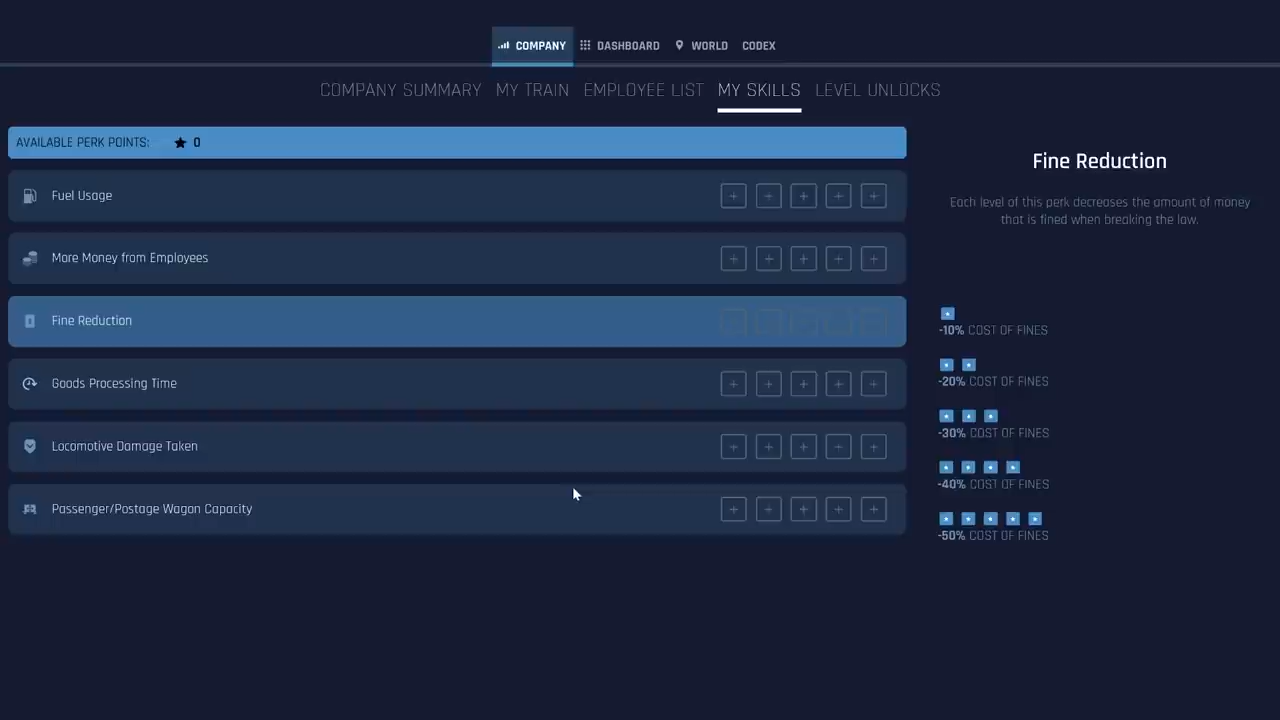 COMPANY DASHBOARD WORLD CODEX
COMPANY SUMMARY MY TRAIN EMPLOYEE LIST MY SKILLS LEVEL UNLOCKS
AVAILABLE PERK POINTS: 0
Fuel Usage
More Money from Employees
Fine Reduction
Goods Processing Time
Locomotive Damage Taken
Passenger/Postage Wagon Capacity
Fine Reduction
Each level of this perk decreases the amount of money
that is fined when breaking the law.
-10% COST OF FINES
-20% COST OF FINES
-30% COST OF FINES
-40% COST OF FINES
-50% COST OF FINES